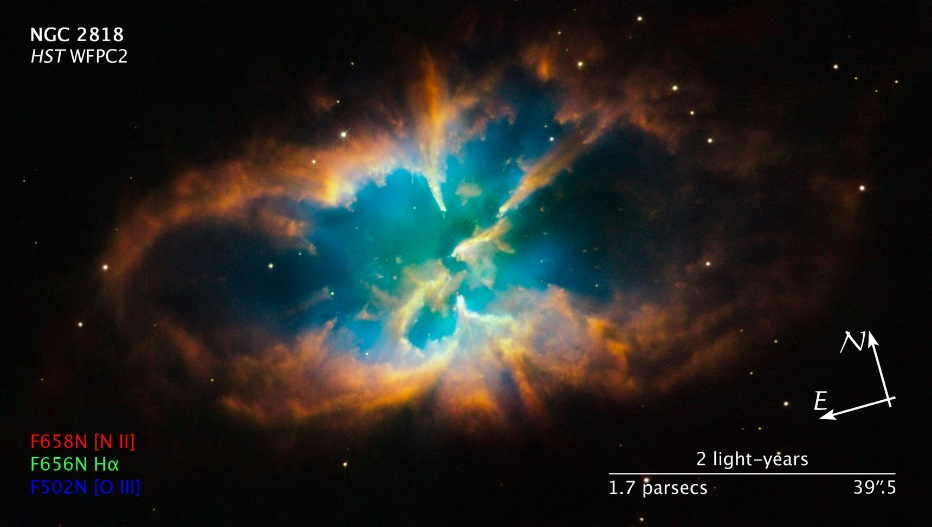 NGC 2818
HST WFPC2
N
E
F658N [N II]
F656N Hα
F502N [O III]
2 light-years
1.7 parsecs 39".5